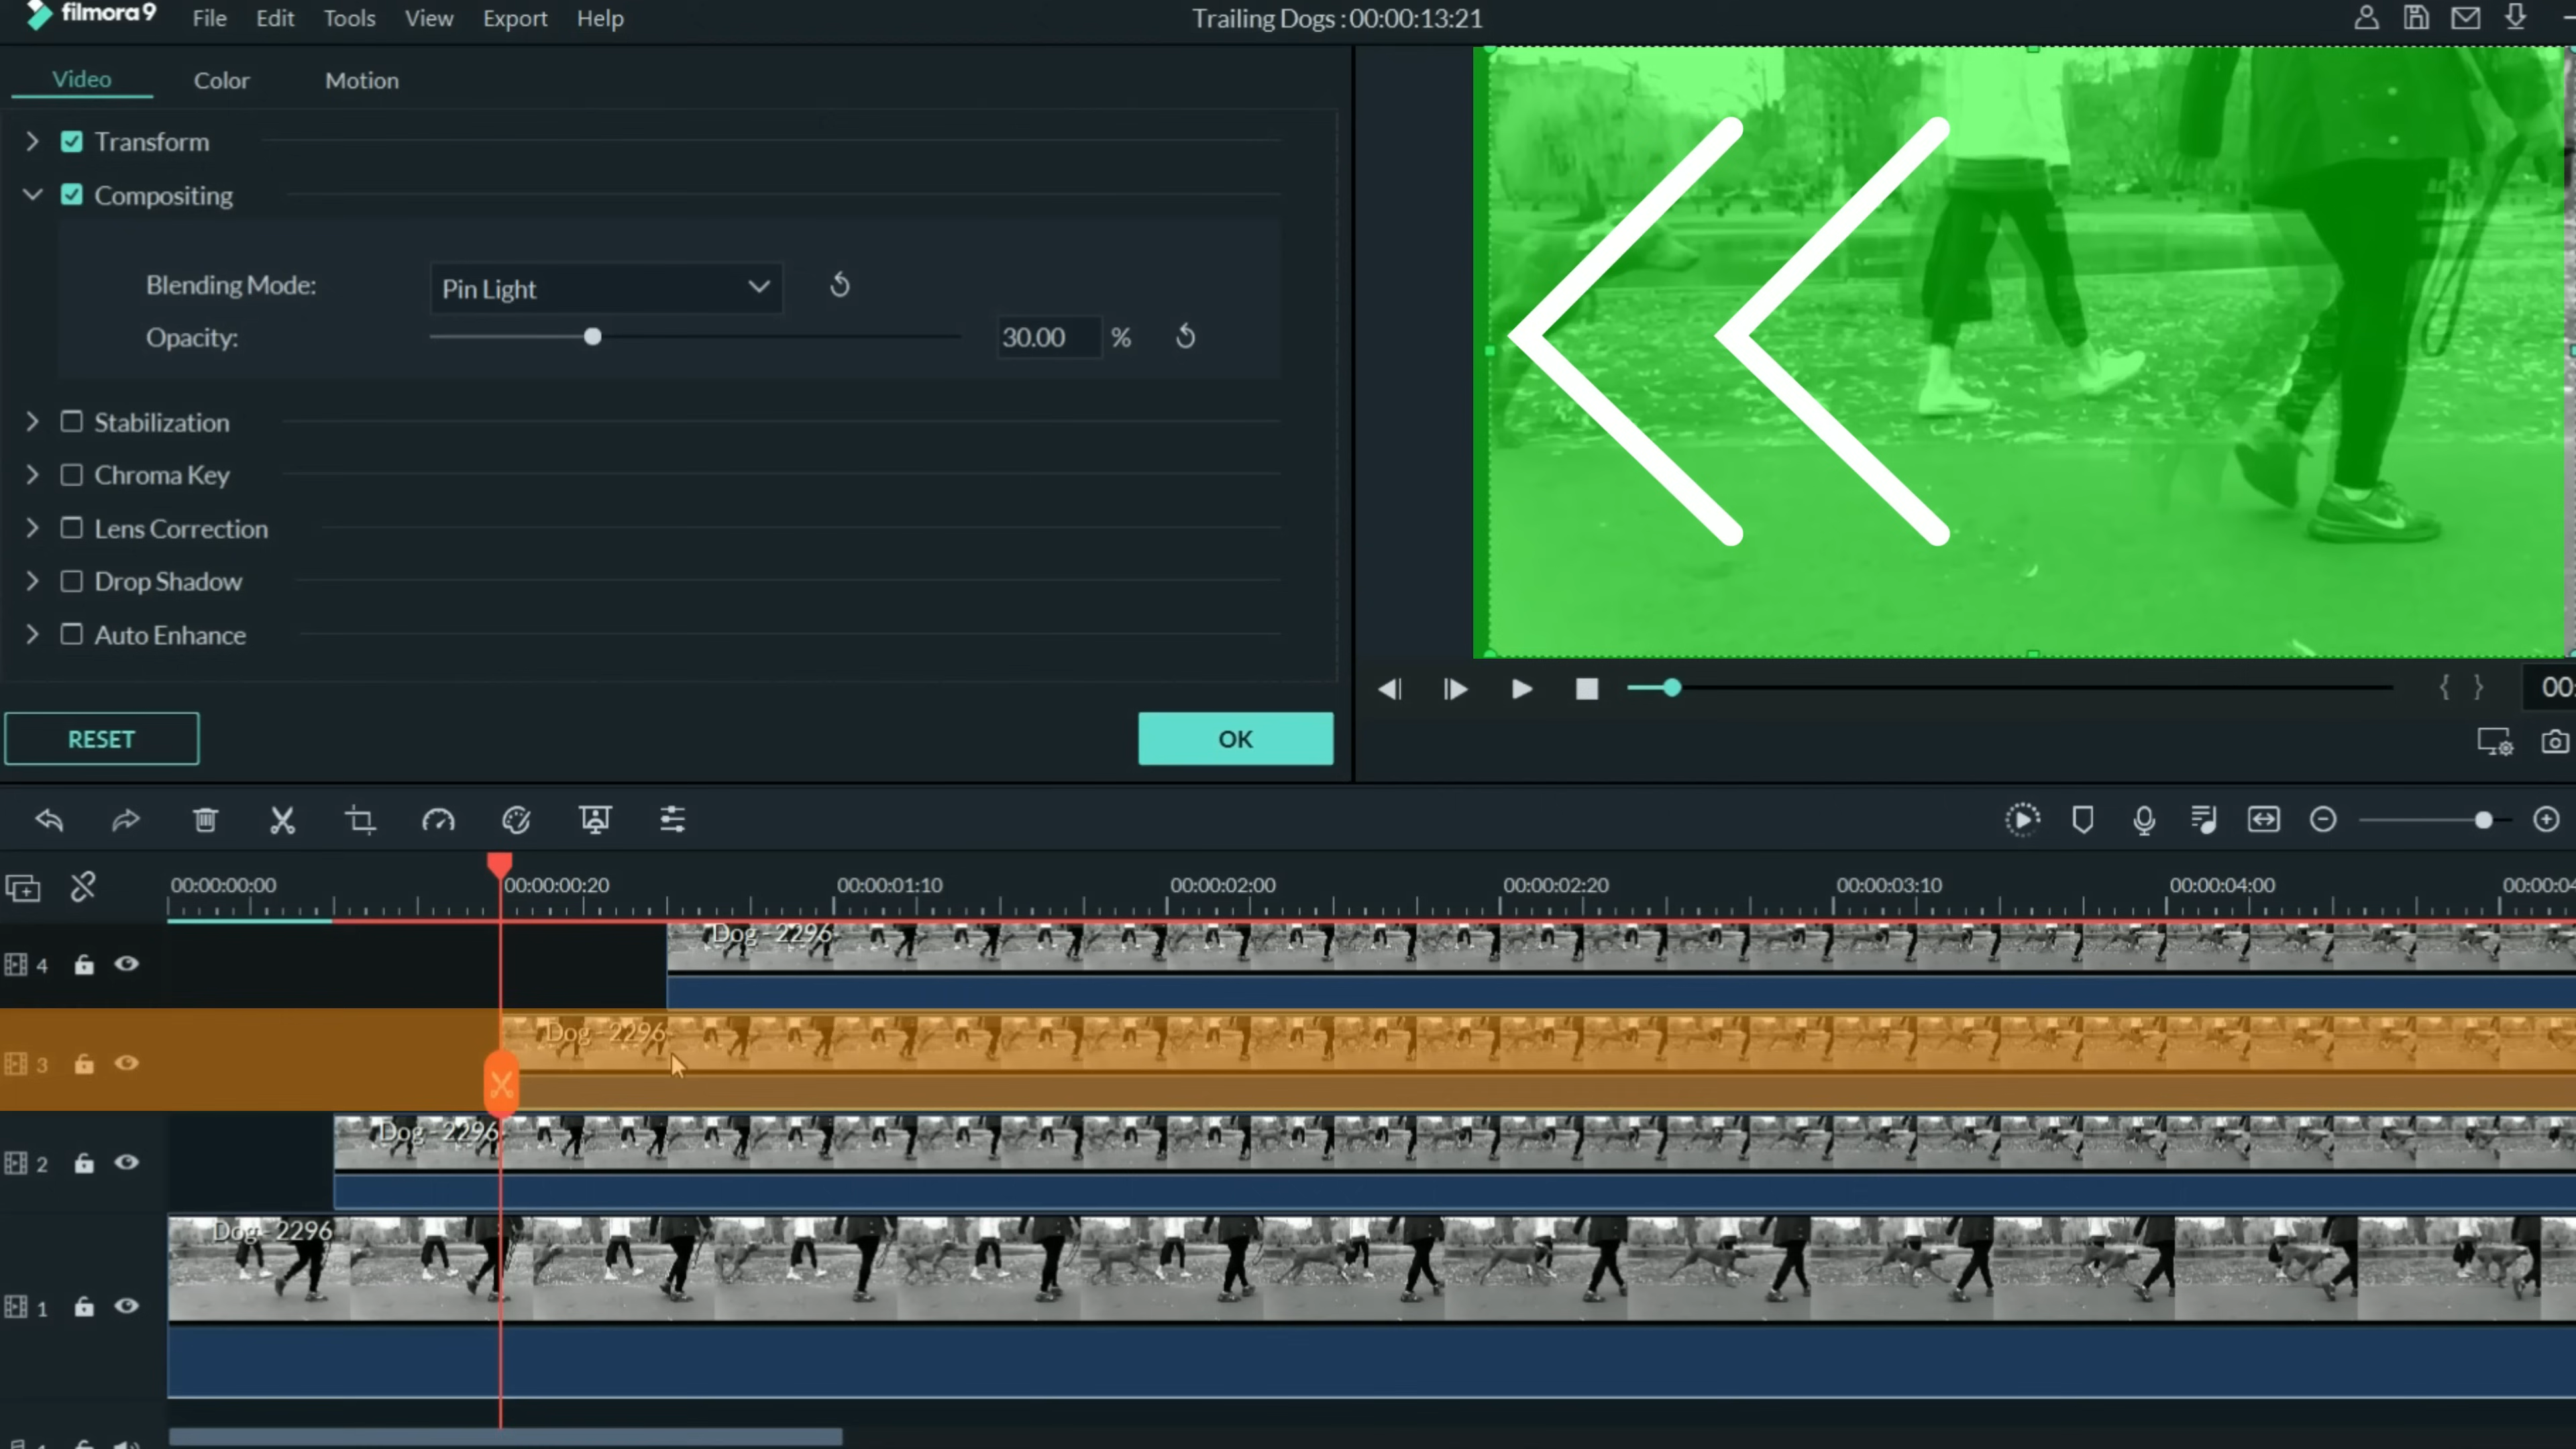 filmora9 File Edit Tools View Export Help Trailing Dogs : 00:00:13:21
Video Color Motion
Transform
Compositing
Blending Mode: Pin Light
Opacity: 30.00 %
Stabilization
Chroma Key
Lens Correction
Drop Shadow
Auto Enhance
{ } 00:
RESET OK
00:00:00:00 00:00:00:20 00:00:01:10 00:00:02:00 00:00:02:20 00:00:03:10 00:00:04:00 00:00:04
4 Dog - 2296
3 Dog - 2296
2 Dog - 2296
1 Dog - 2296